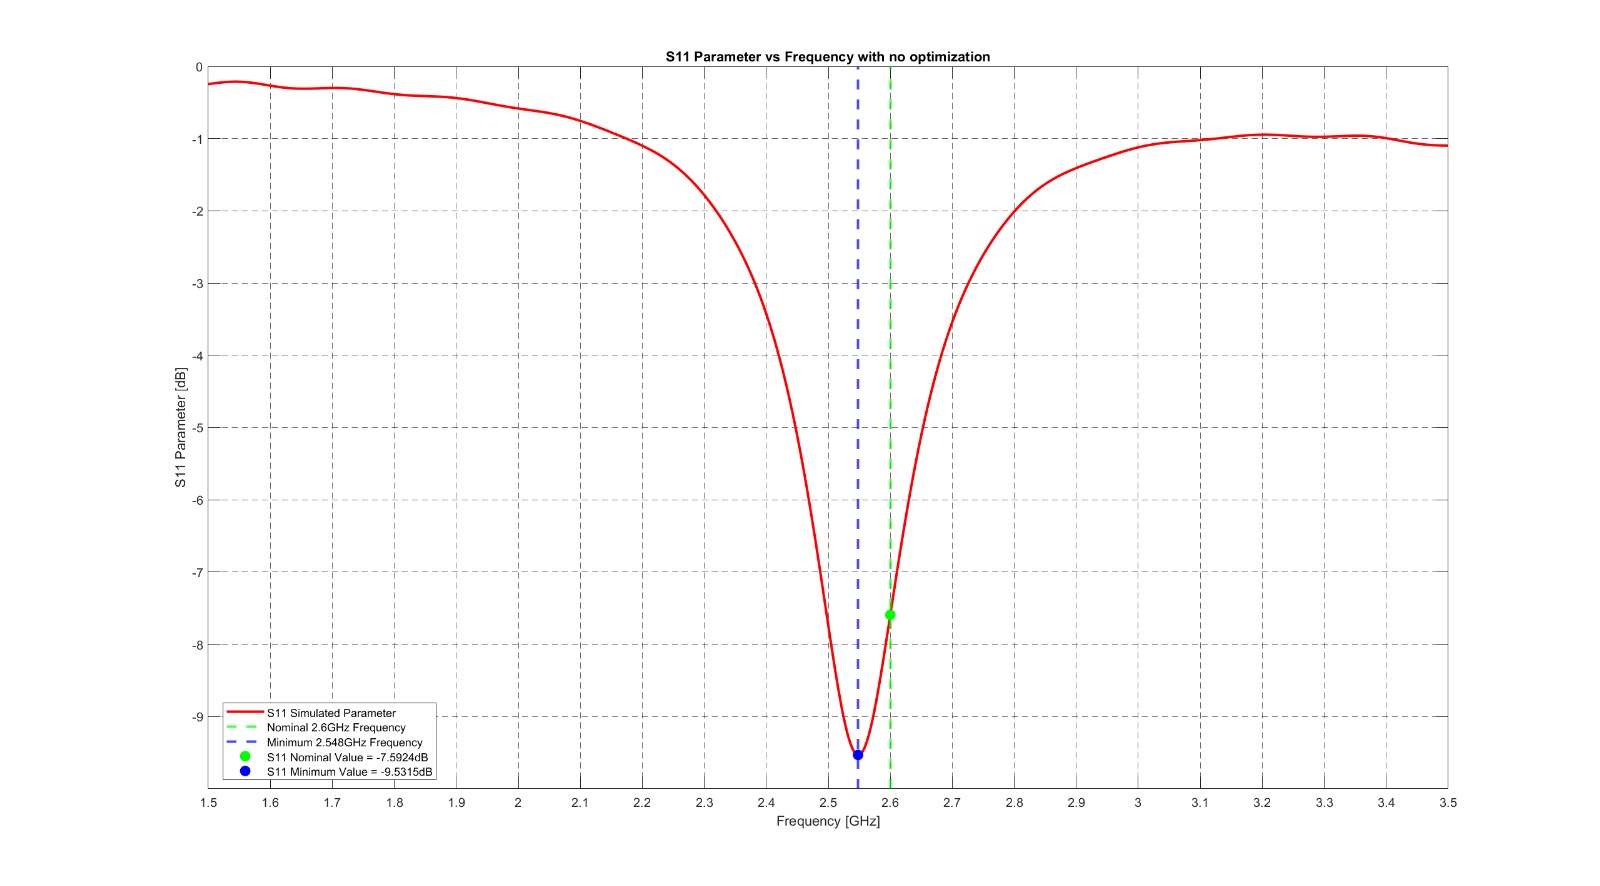 S11 Parameter vs Frequency with no optimization
0
-1
-2
-3
-4
-5
-6
-7
-8
-9
S11 Parameter [dB]
S11 Simulated Parameter
Nominal 2.6GHz Frequency
Minimum 2.548GHz Frequency
S11 Nominal Value = -7.5924dB
S11 Minimum Value = -9.5315dB
1.5 1.6 1.7 1.8 1.9 2 2.1 2.2 2.3 2.4 2.5 2.6 2.7 2.8 2.9 3 3.1 3.2 3.3 3.4 3.5
Frequency [GHz]